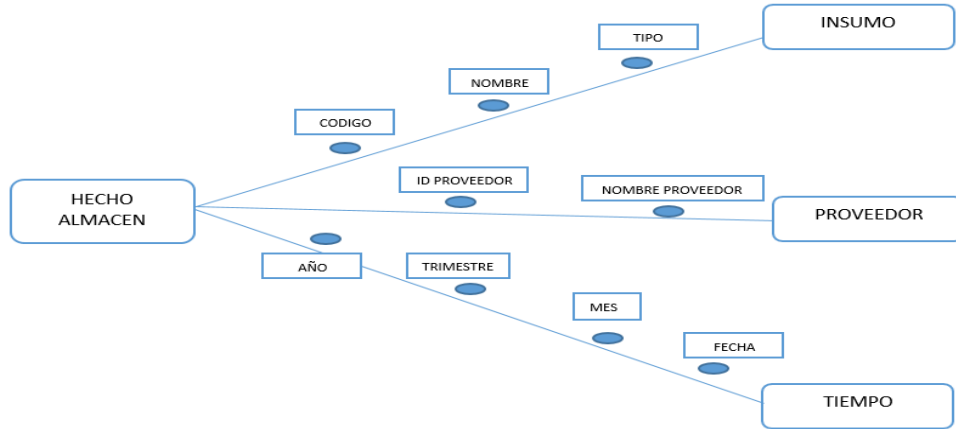 INSUMO
TIPO
NOMBRE
CODIGO
ID PROVEEDOR
NOMBRE PROVEEDOR
HECHO
ALMACEN
PROVEEDOR
AÑO
TRIMESTRE
MES
FECHA
TIEMPO